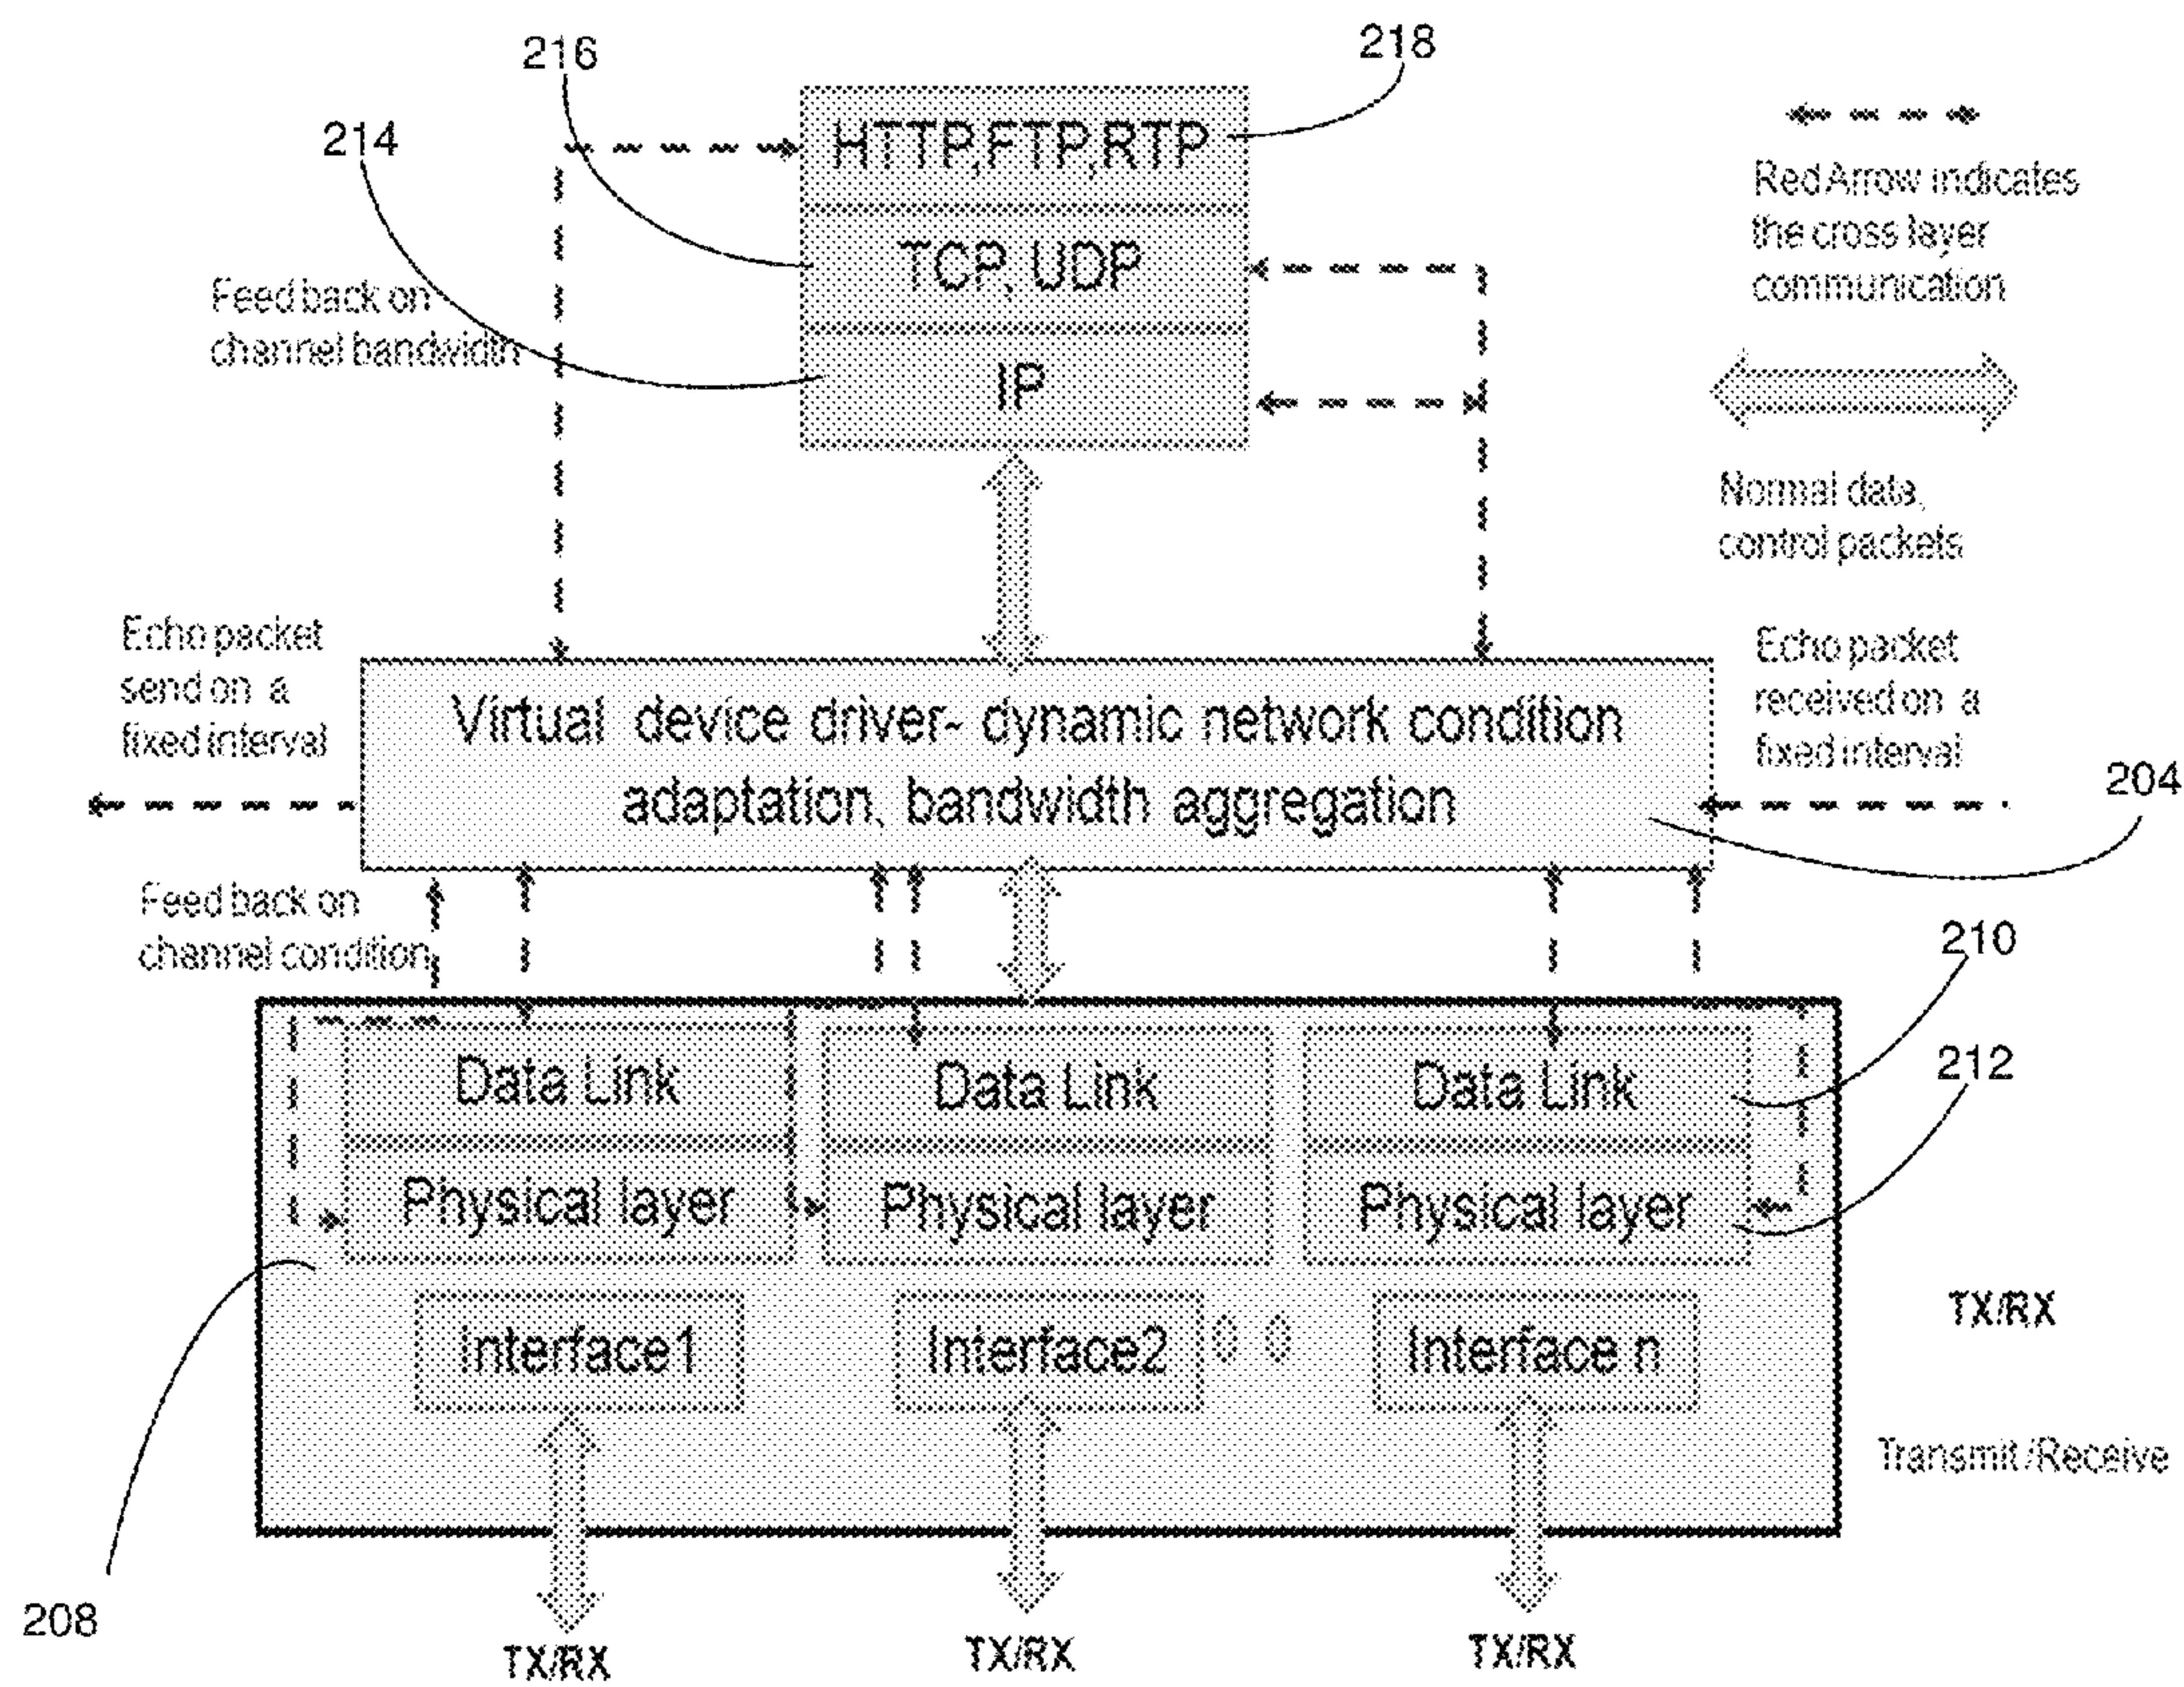 216
218
214
HTTP,FTP,RTP
Red Arrow indicates
the cross layer
communication
TCP, UDP
Feed back on
channel bandwidth
IP
Normal data,
control packets
Echo packet
send on a
fixed interval
Echo packet
received on a
fixed interval
Virtual device driver- dynamic network condition
adaptation, bandwidth aggregation
204
Feed back on
channel condition
210
212
Data Link
Data Link
Data Link
Physical layer
Physical layer
Physical layer
Interface1
Interface2
0 0
Interface n
TX/RX
Transmit /Receive
208
TX/RX
TX/RX
TX/RX